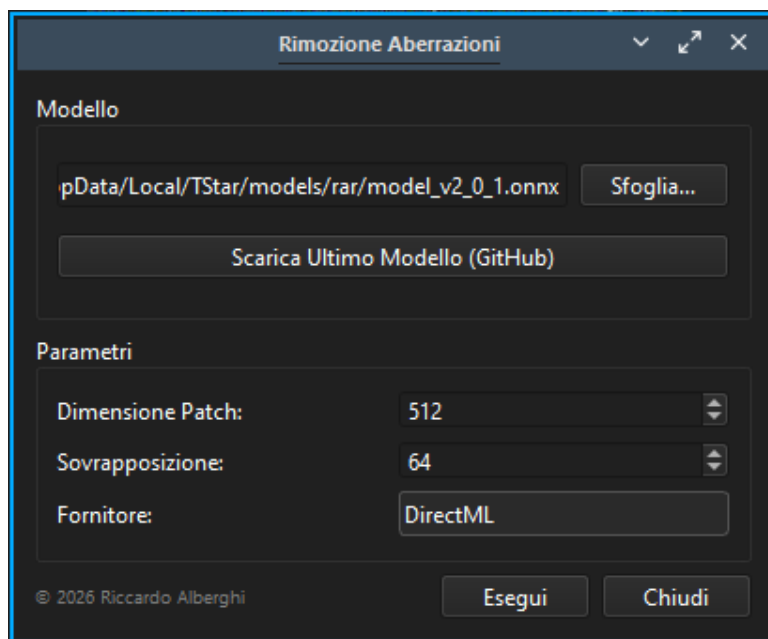 Rimozione Aberrazioni
Modello
pData/Local/TStar/models/rar/model_v2_0_1.onnx
Sfoglia...
Scarica Ultimo Modello (GitHub)
Parametri
Dimensione Patch:
512
Sovrapposizione:
64
Fornitore:
DirectML
© 2026 Riccardo Alberghi
Esegui
Chiudi